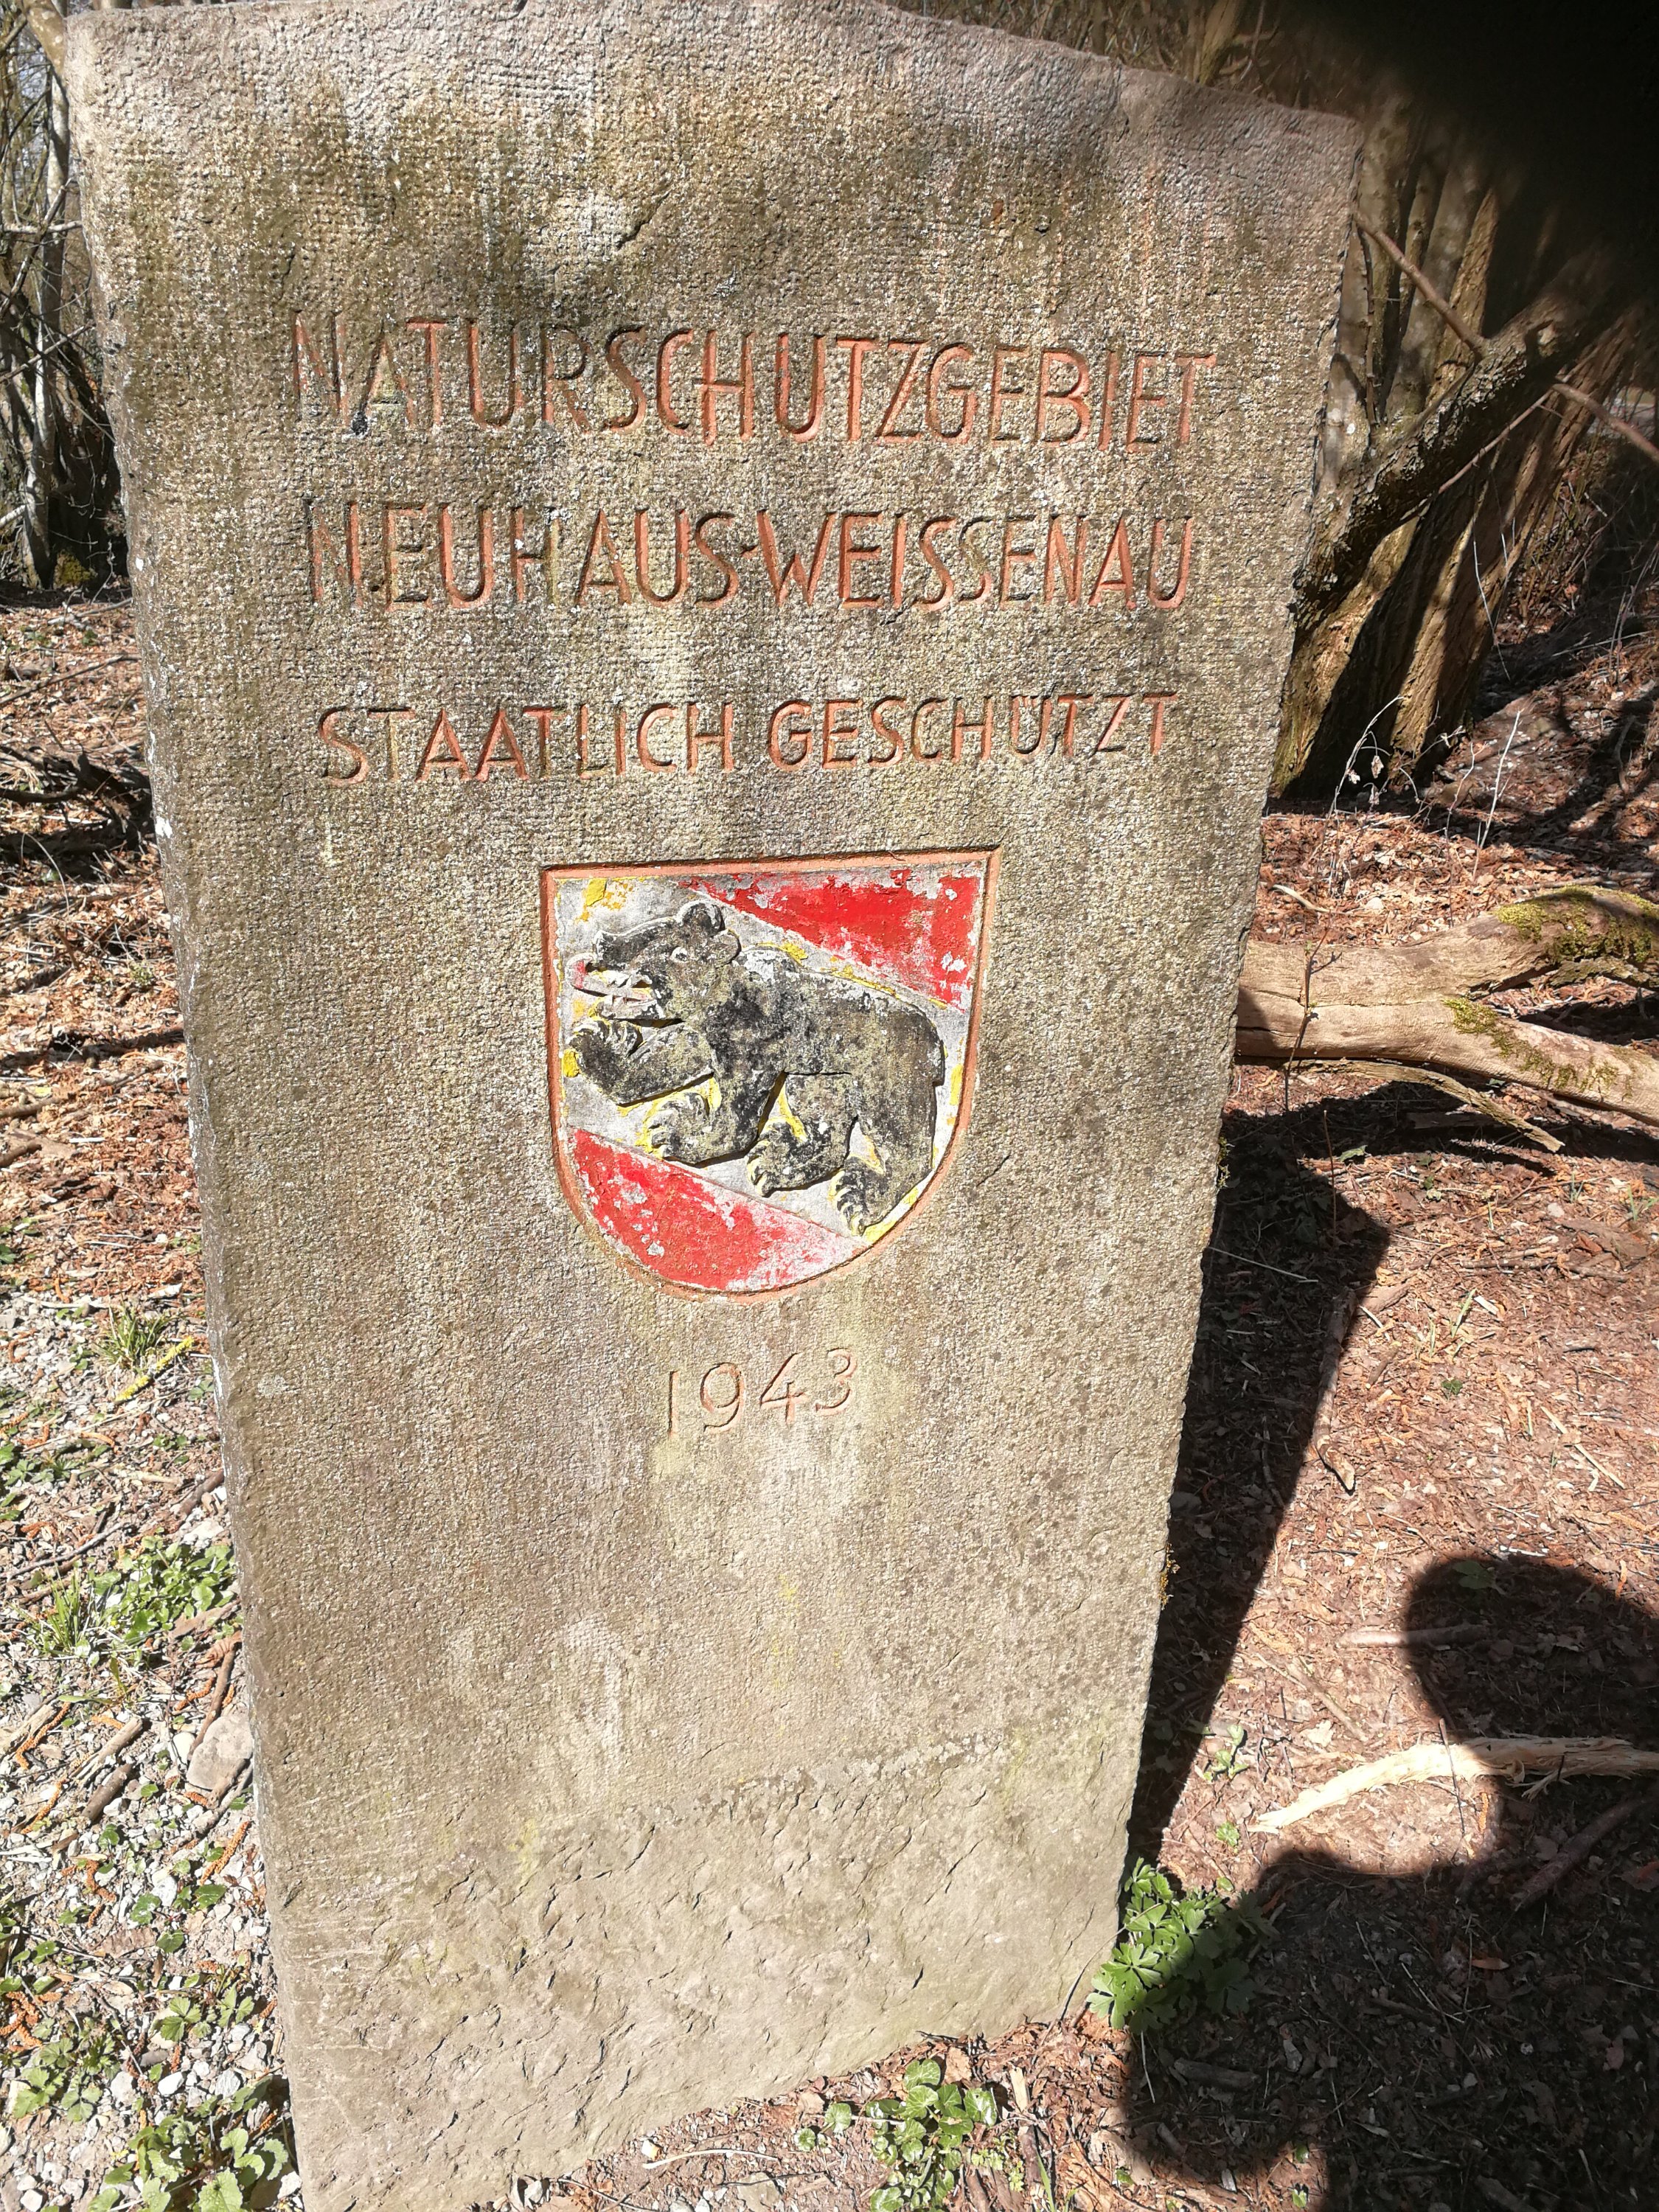 NATURSCHUTZGEBIET
NEUHAUS-WEISSENAU
STAATLICH GESCHÜTZT
1943